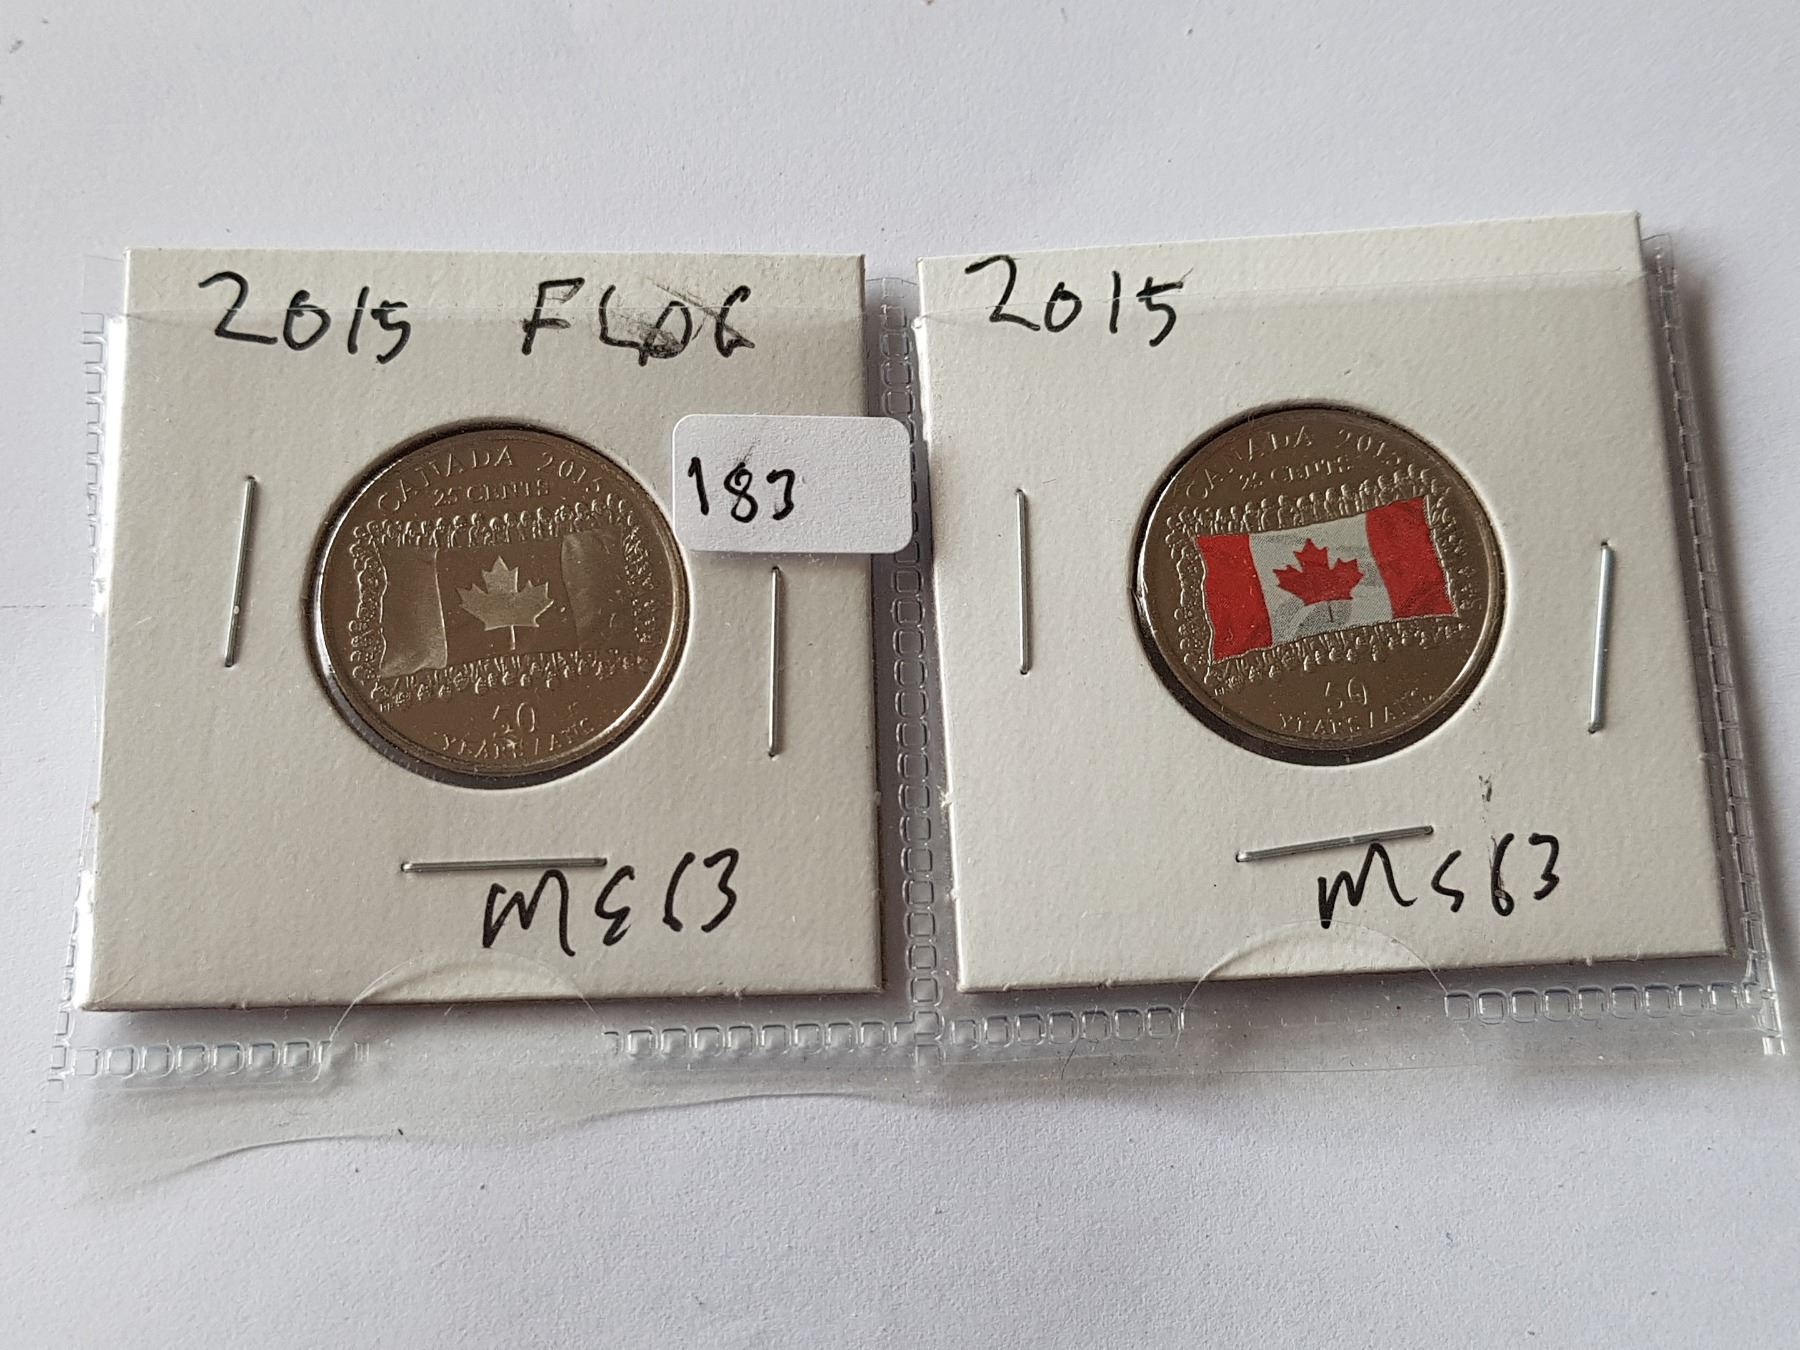 2015 FLAG
183
CANADA 2015
25 CENTS
50
YEARS / ANS
MS63
2015
CANADA 2015
25 CENTS
50
YEARS / ANS
MS63